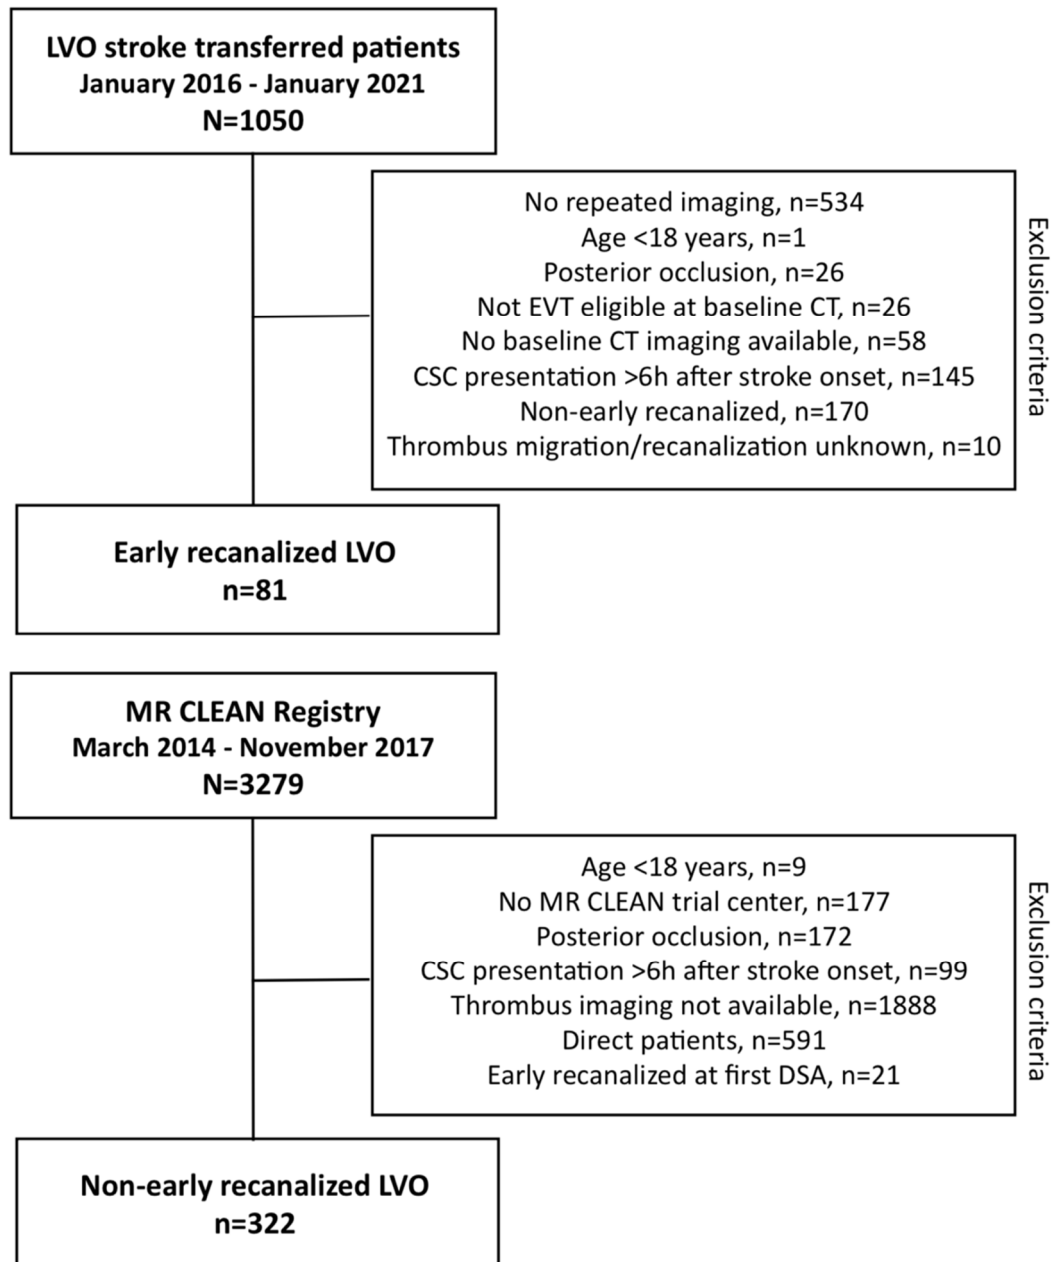 LVO stroke transferred patients
January 2016 - January 2021
N=1050
No repeated imaging, n=534
Age <18 years, n=1
Posterior occlusion, n=26
Not EVT eligible at baseline CT, n=26
No baseline CT imaging available, n=58
CSC presentation >6h after stroke onset, n=145
Non-early recanalized, n=170
Thrombus migration/recanalization unknown, n=10
Exclusion criteria
Early recanalized LVO
n=81
MR CLEAN Registry
March 2014 - November 2017
N=3279
Age <18 years, n=9
No MR CLEAN trial center, n=177
Posterior occlusion, n=172
CSC presentation >6h after stroke onset, n=99
Thrombus imaging not available, n=1888
Direct patients, n=591
Early recanalized at first DSA, n=21
Exclusion criteria
Non-early recanalized LVO
n=322